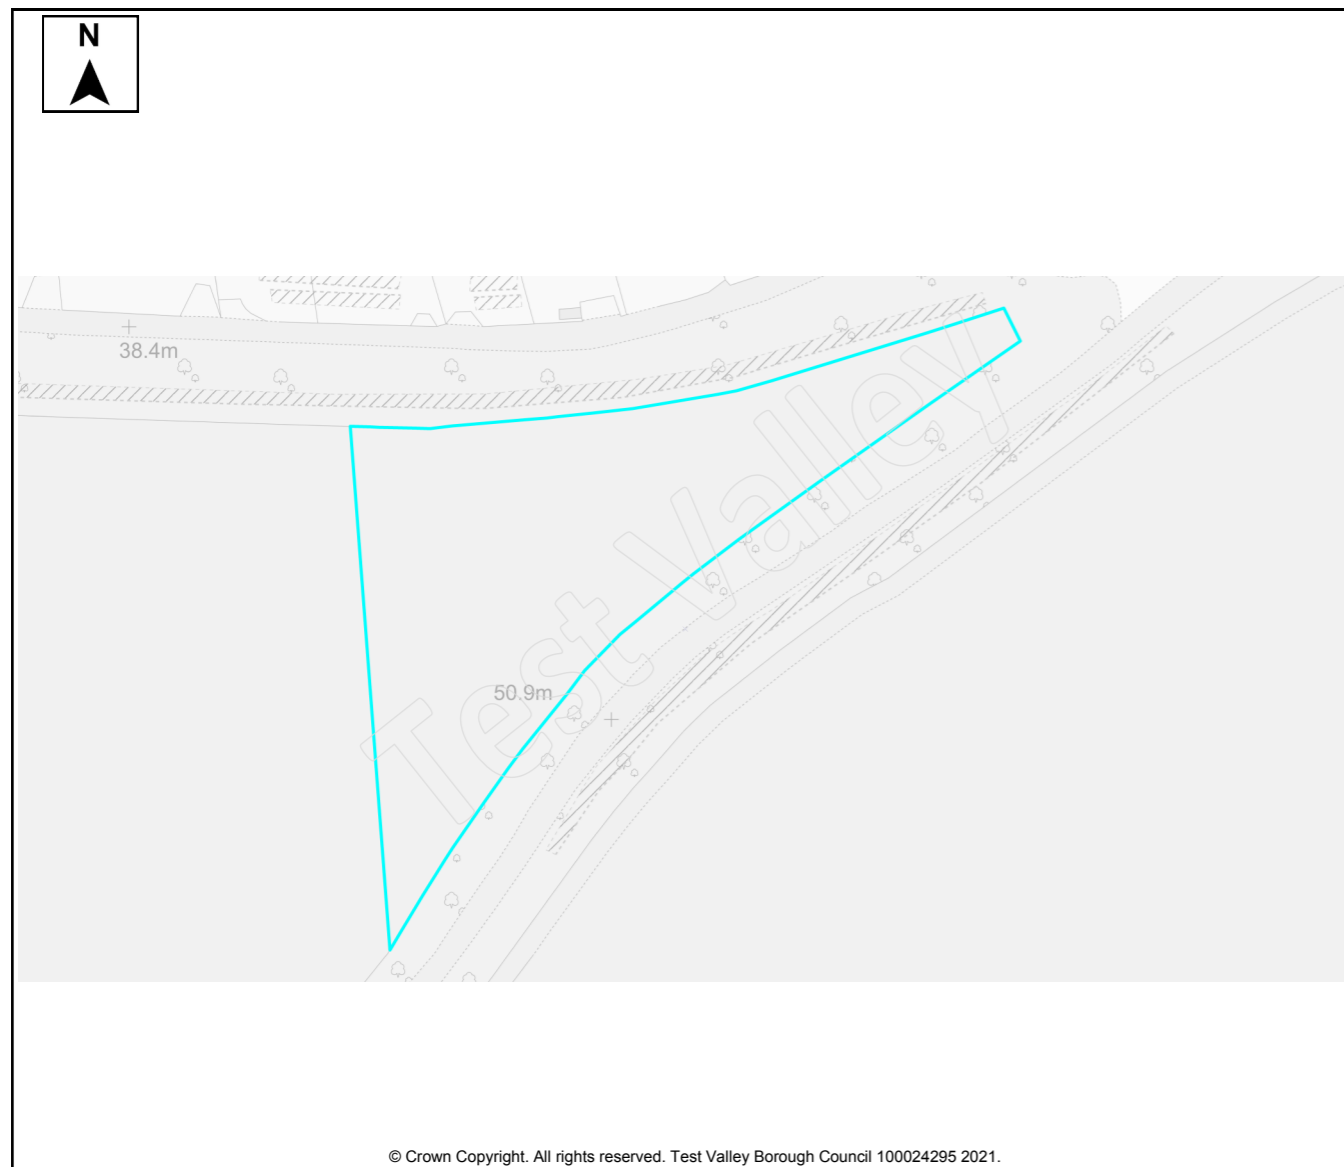 N
38.4m
Test Valley
50.9m
© Crown Copyright. All rights reserved. Test Valley Borough Council 100024295 2021.